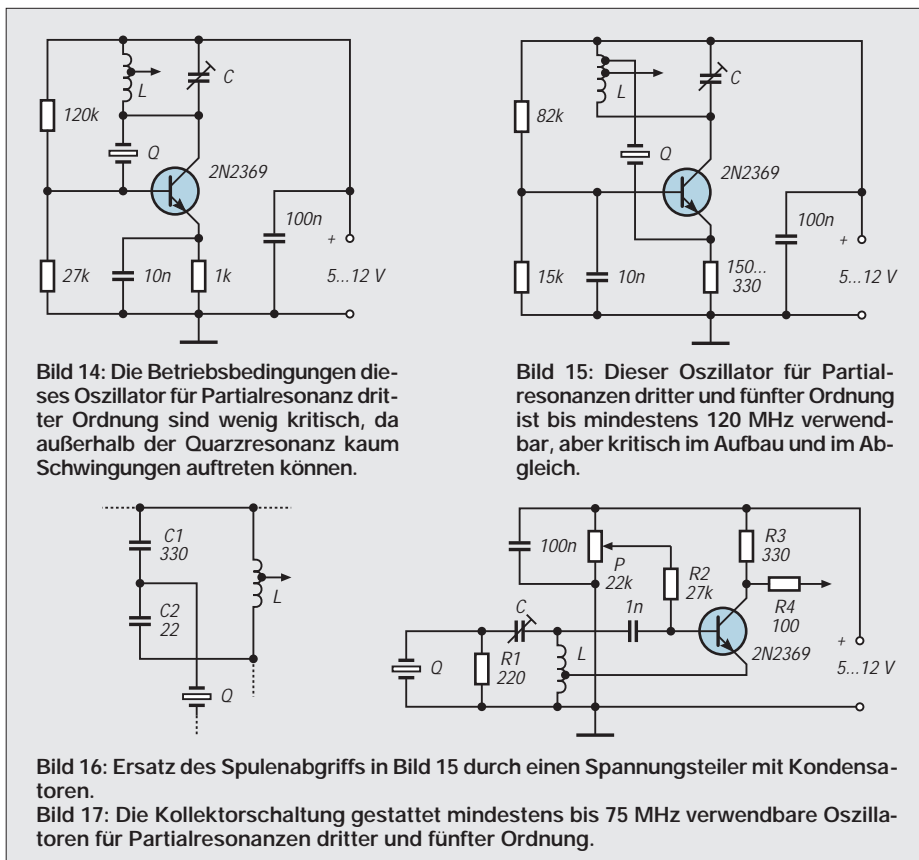 120k
L
C
Q
2N2369
100n
+
27k
10n
1k
5...12 V
Bild 14: Die Betriebsbedingungen die-
ses Oszillator für Partialresonanz drit-
ter Ordnung sind wenig kritisch, da
außerhalb der Quarzresonanz kaum
Schwingungen auftreten können.
82k
L
C
Q
2N2369
100n
+
15k
10n
150...
330
5...12 V
Bild 15: Dieser Oszillator für Partial-
resonanzen dritter und fünfter Ordnung
ist bis mindestens 120 MHz verwend-
bar, aber kritisch im Aufbau und im Ab-
gleich.
C1
330
C2
22
L
Q
100n
P
22k
R3
330
R2
27k
R4
100
C
1n
L
Q
R1
220
2N2369
+
5...12 V
Bild 16: Ersatz des Spulenabgriffs in Bild 15 durch einen Spannungsteiler mit Kondensa-
toren.
Bild 17: Die Kollektorschaltung gestattet mindestens bis 75 MHz verwendbare Oszilla-
toren für Partialresonanzen dritter und fünfter Ordnung.